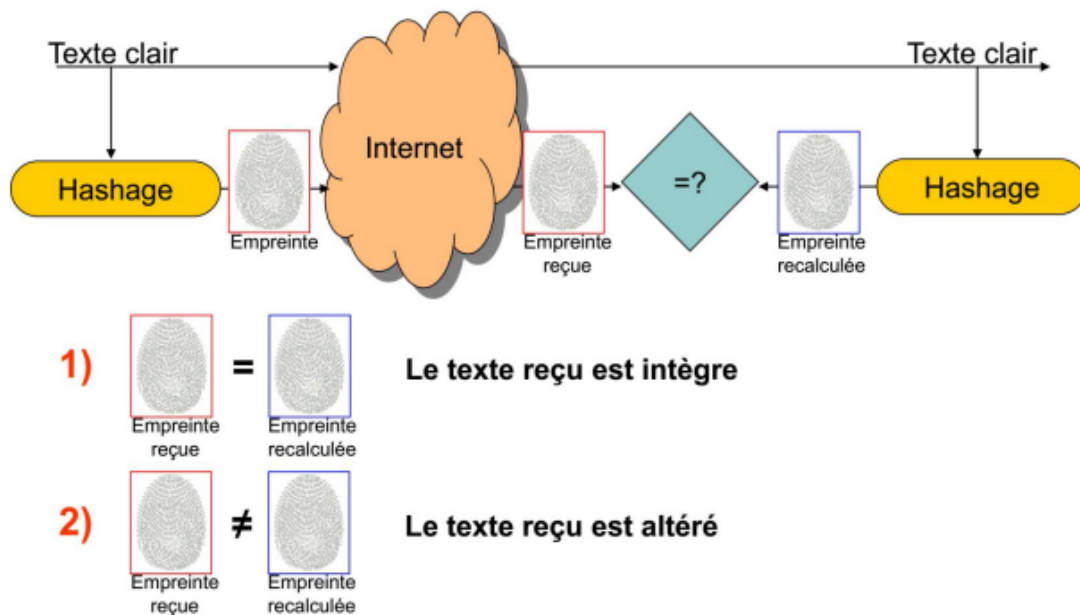 Texte clair
Texte clair
Internet
Hashage
=?
Hashage
Empreinte
Empreinte
reçue
Empreinte
recalculée
1)
=
Le texte reçu est intègre
Empreinte
reçue
Empreinte
recalculée
2)
≠
Le texte reçu est altéré
Empreinte
reçue
Empreinte
recalculée